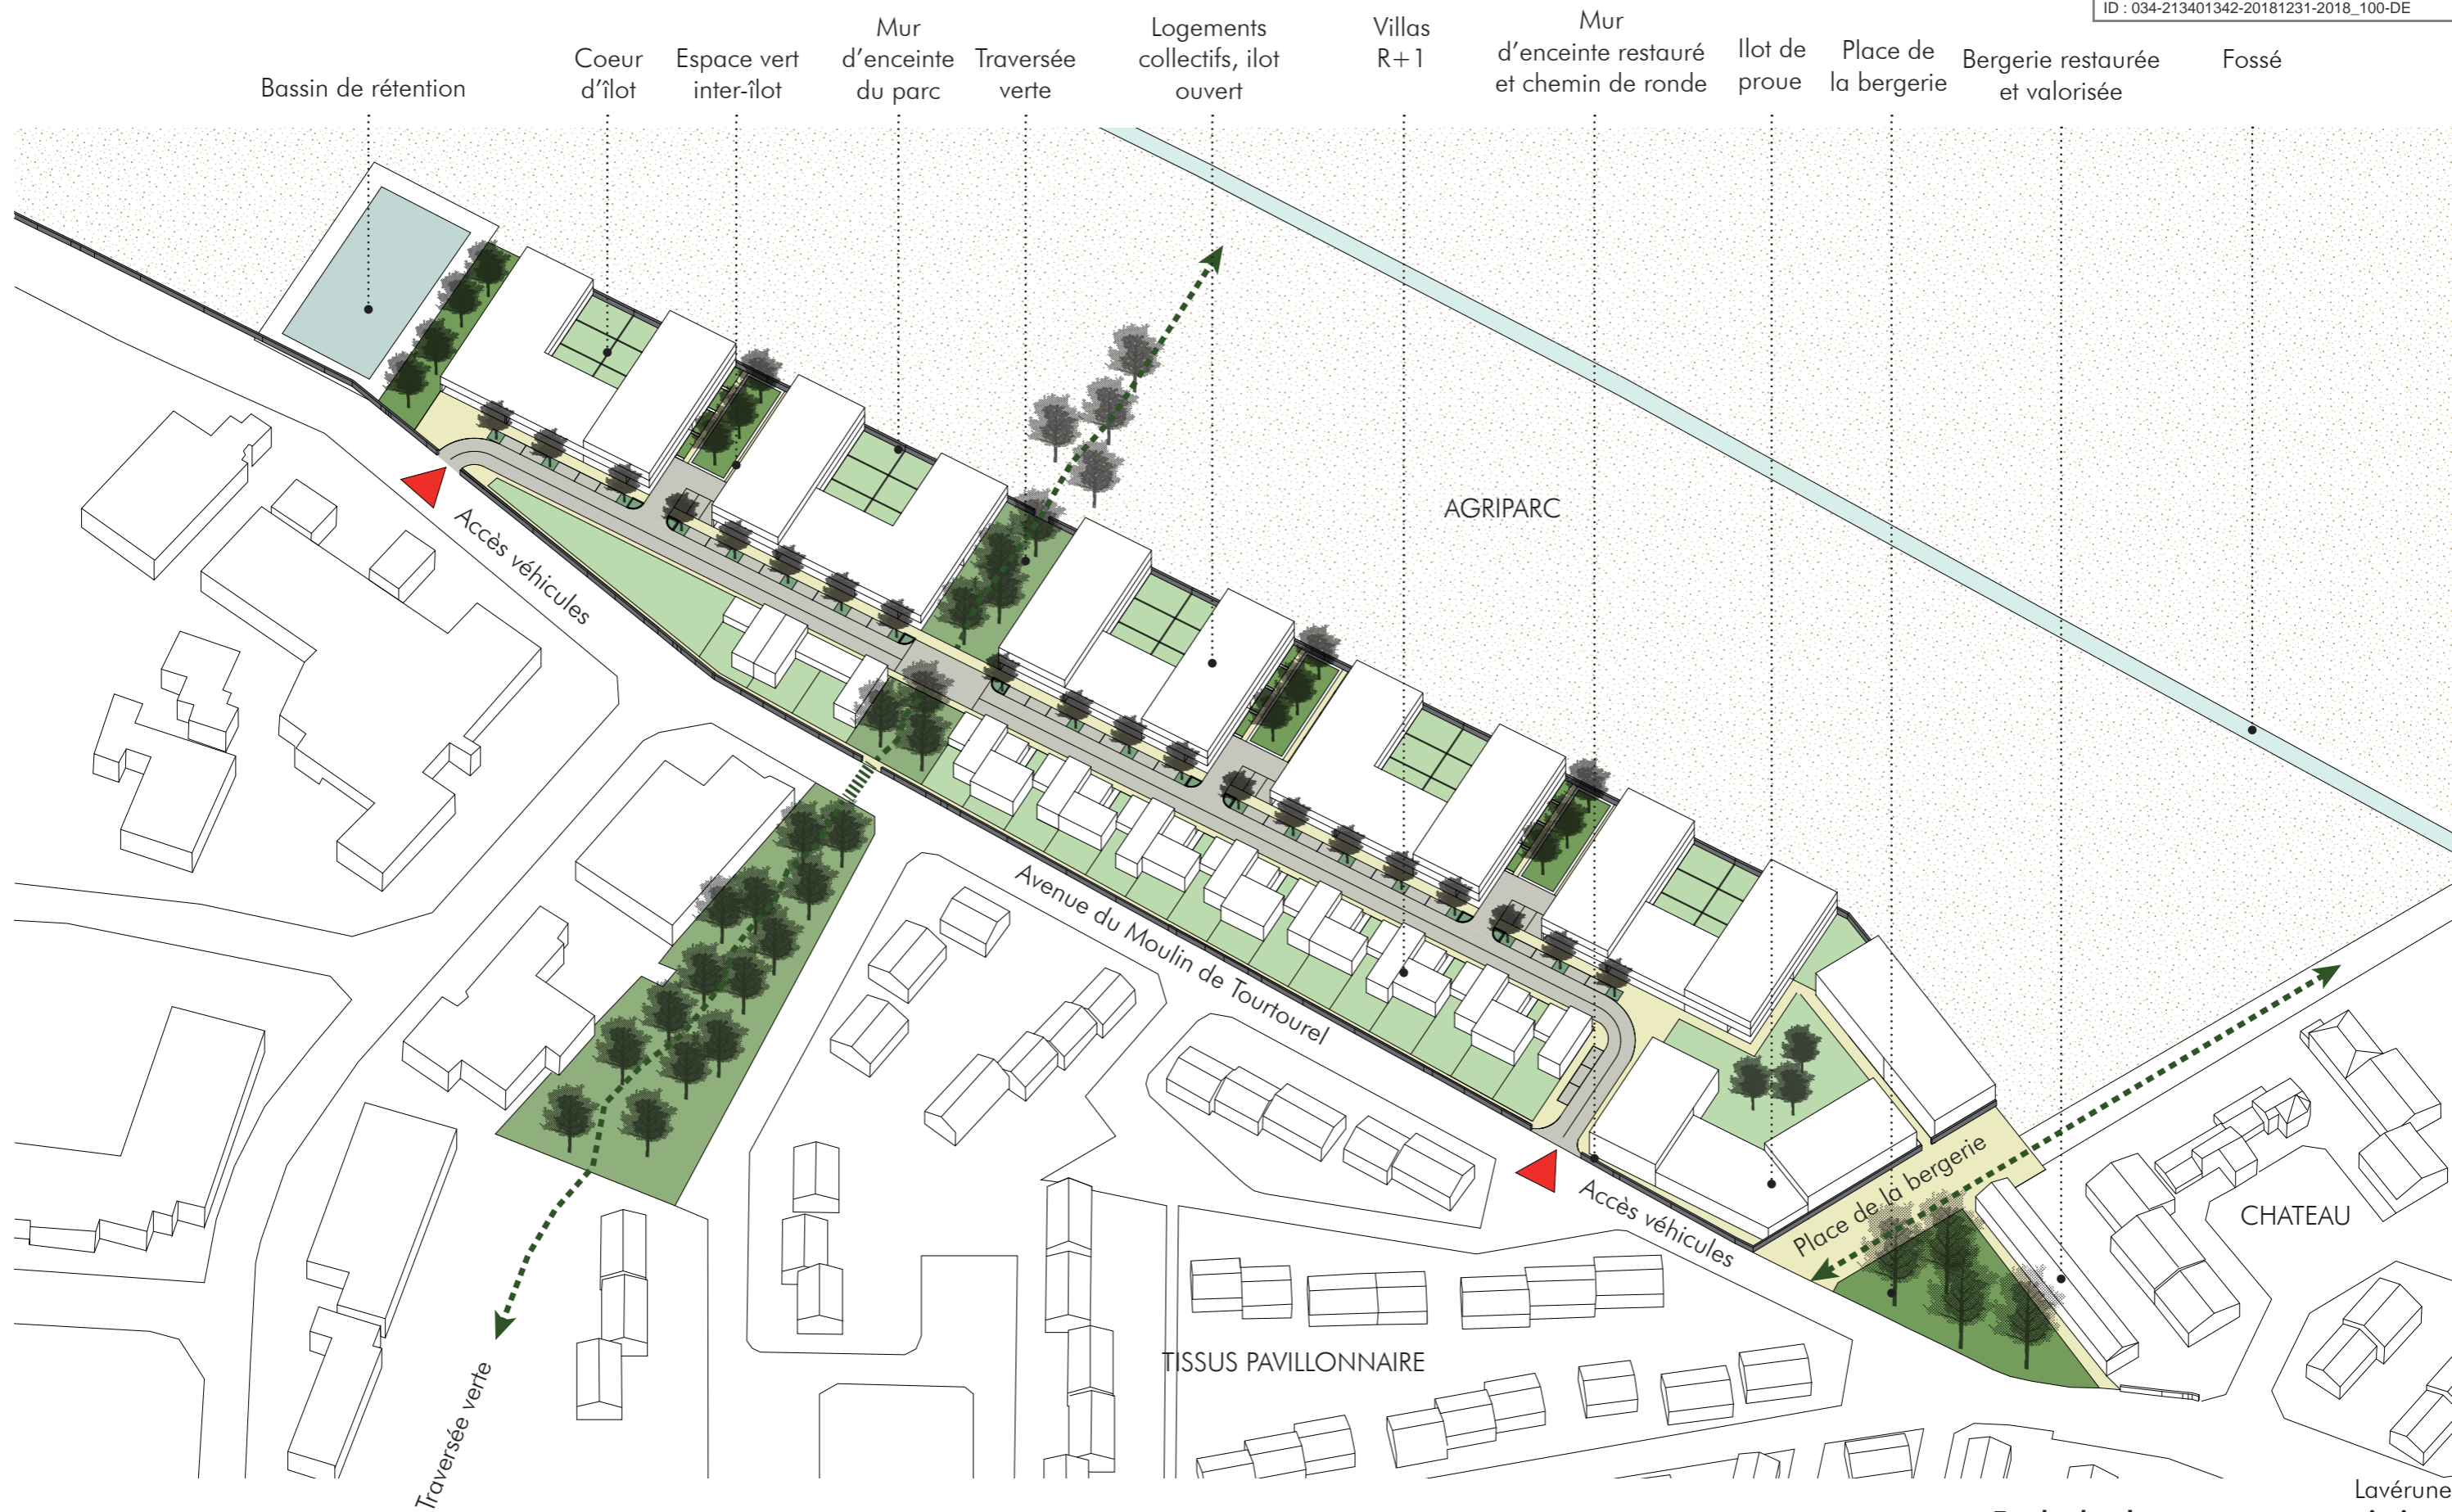 ID : 034-213401342-20181231-2018_100-DE
Bassin de rétention
Coeur
d'îlot
Espace vert
inter-îlot
Mur
d'enceinte
du parc
Traversée
verte
Logements
collectifs, ilot
ouvert
Villas
R+1
Mur
d'enceinte restauré
et chemin de ronde
Ilot de
proue
Place de
la bergerie
Bergerie restaurée
et valorisée
Fossé
AGRIPARC
Accès véhicules
Avenue du Moulin de Tourtourel
Accès véhicules
Place de la bergerie
CHATEAU
TISSUS PAVILLONNAIRE
Traversée verte
Lavérune